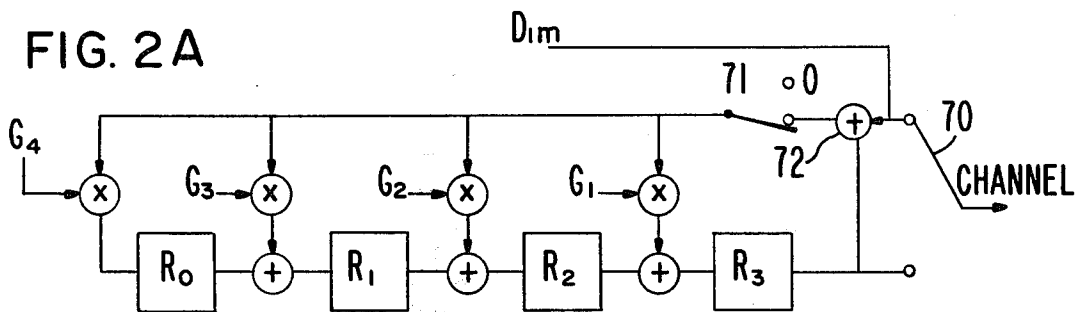 FIG. 2A
D₁ₘ
71
0
70
72
CHANNEL
G₄
X
G₃
X
G₂
X
G₁
X
+
R₀
+
R₁
+
R₂
+
R₃